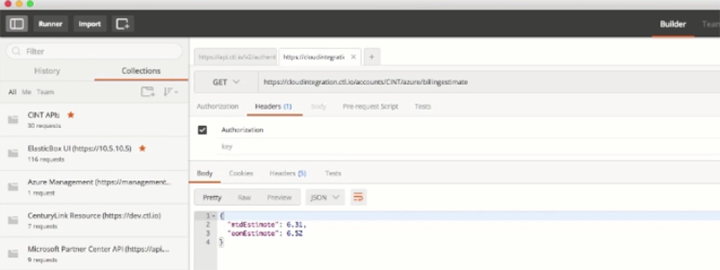 Runner
Import
Builder
Team
Filter
History
Collections
All Me Team
CINT APIs
30 requests
ElasticBox UI (https://10.5.10.5)
116 requests
Azure Management (https://management...
1 request
CenturyLink Resource (https://dev.ctl.io)
7 requests
Microsoft Partner Center API (https://api...
9 requests
https://api.ctl.io/v2/authent
https://cloudintegratio
GET
https://cloudintegration.ctl.io/accounts/CINT/azure/billingestimate
Authorization
Headers (1)
Body
Pre-request Script
Tests
Authorization
key
Body
Cookies
Headers (5)
Tests
Pretty
Raw
Preview
JSON
1 {
2 "mtdEstimate": 6.31,
3 "eomEstimate": 6.52
4 }